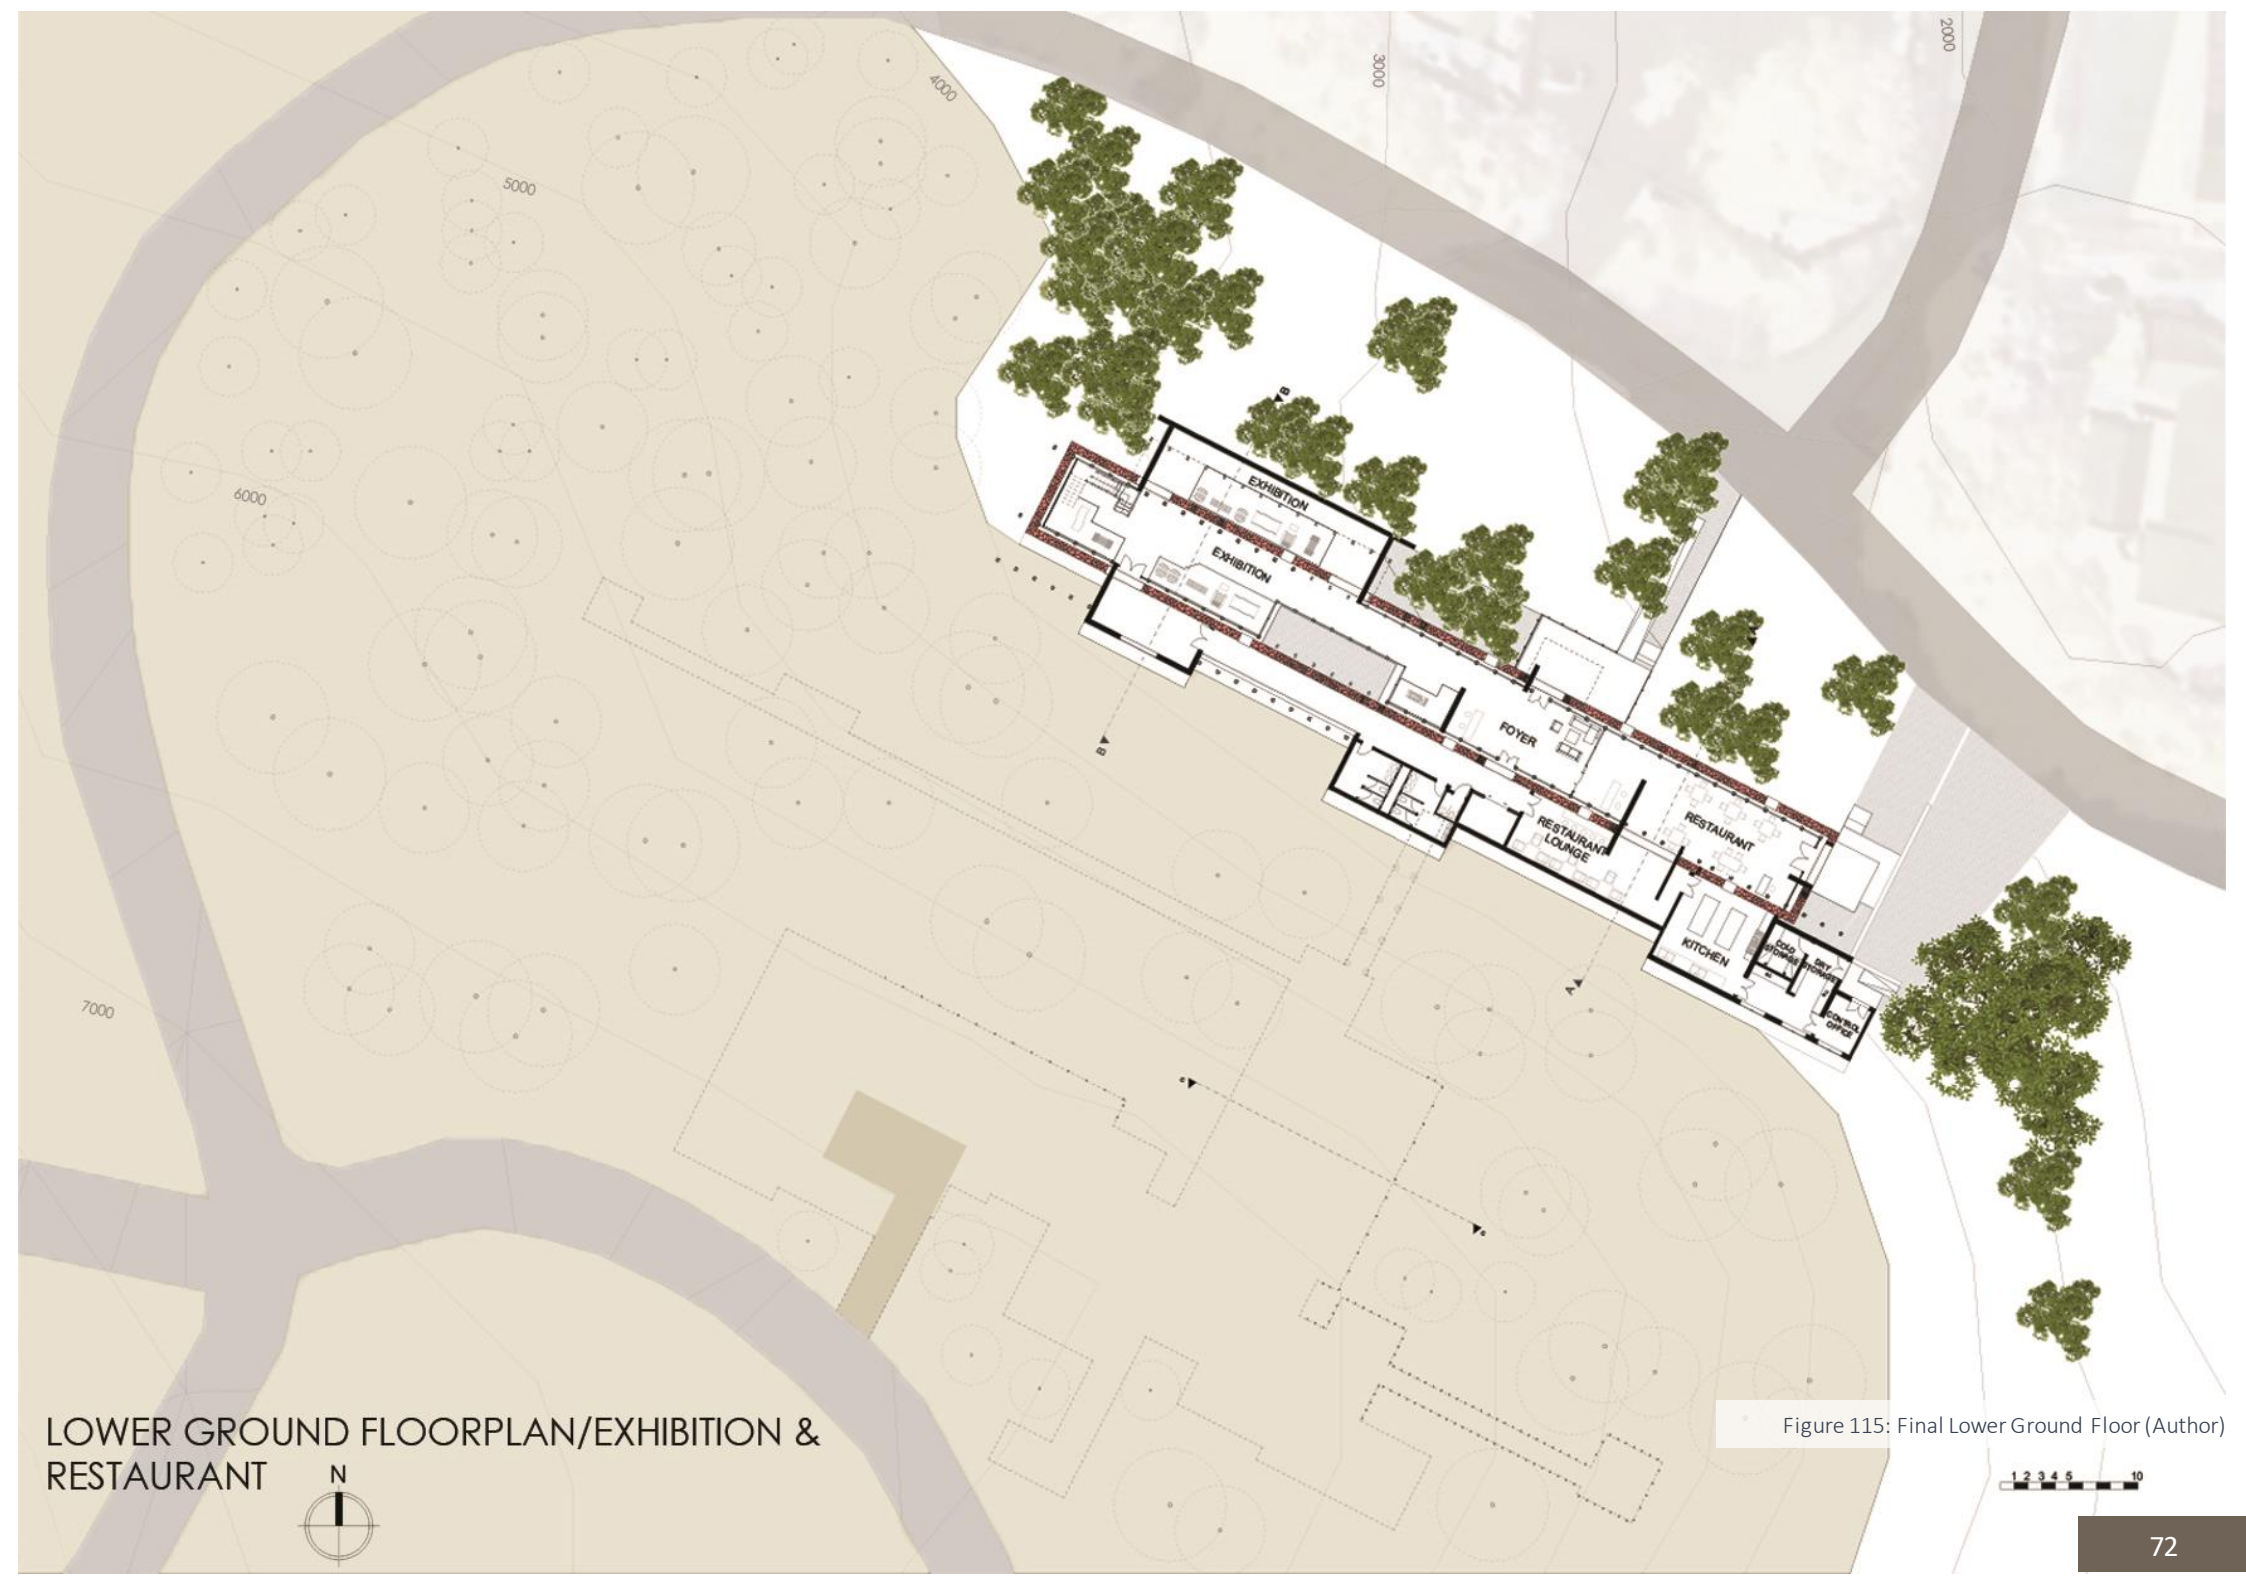 2000
3000
4000
5000
B
6000
EXHIBITION
EXHIBITION
FOYER
B
RESTAURANT
RESTAURANT
LOUNGE
KITCHEN
COLD
STORAGE
DRY
STORAGE
A
7000
CONTROL
OFFICE
LOWER GROUND FLOORPLAN/EXHIBITION &
RESTAURANT
N
Figure 115: Final Lower Ground Floor (Author)
1 2 3 4 5 10
72